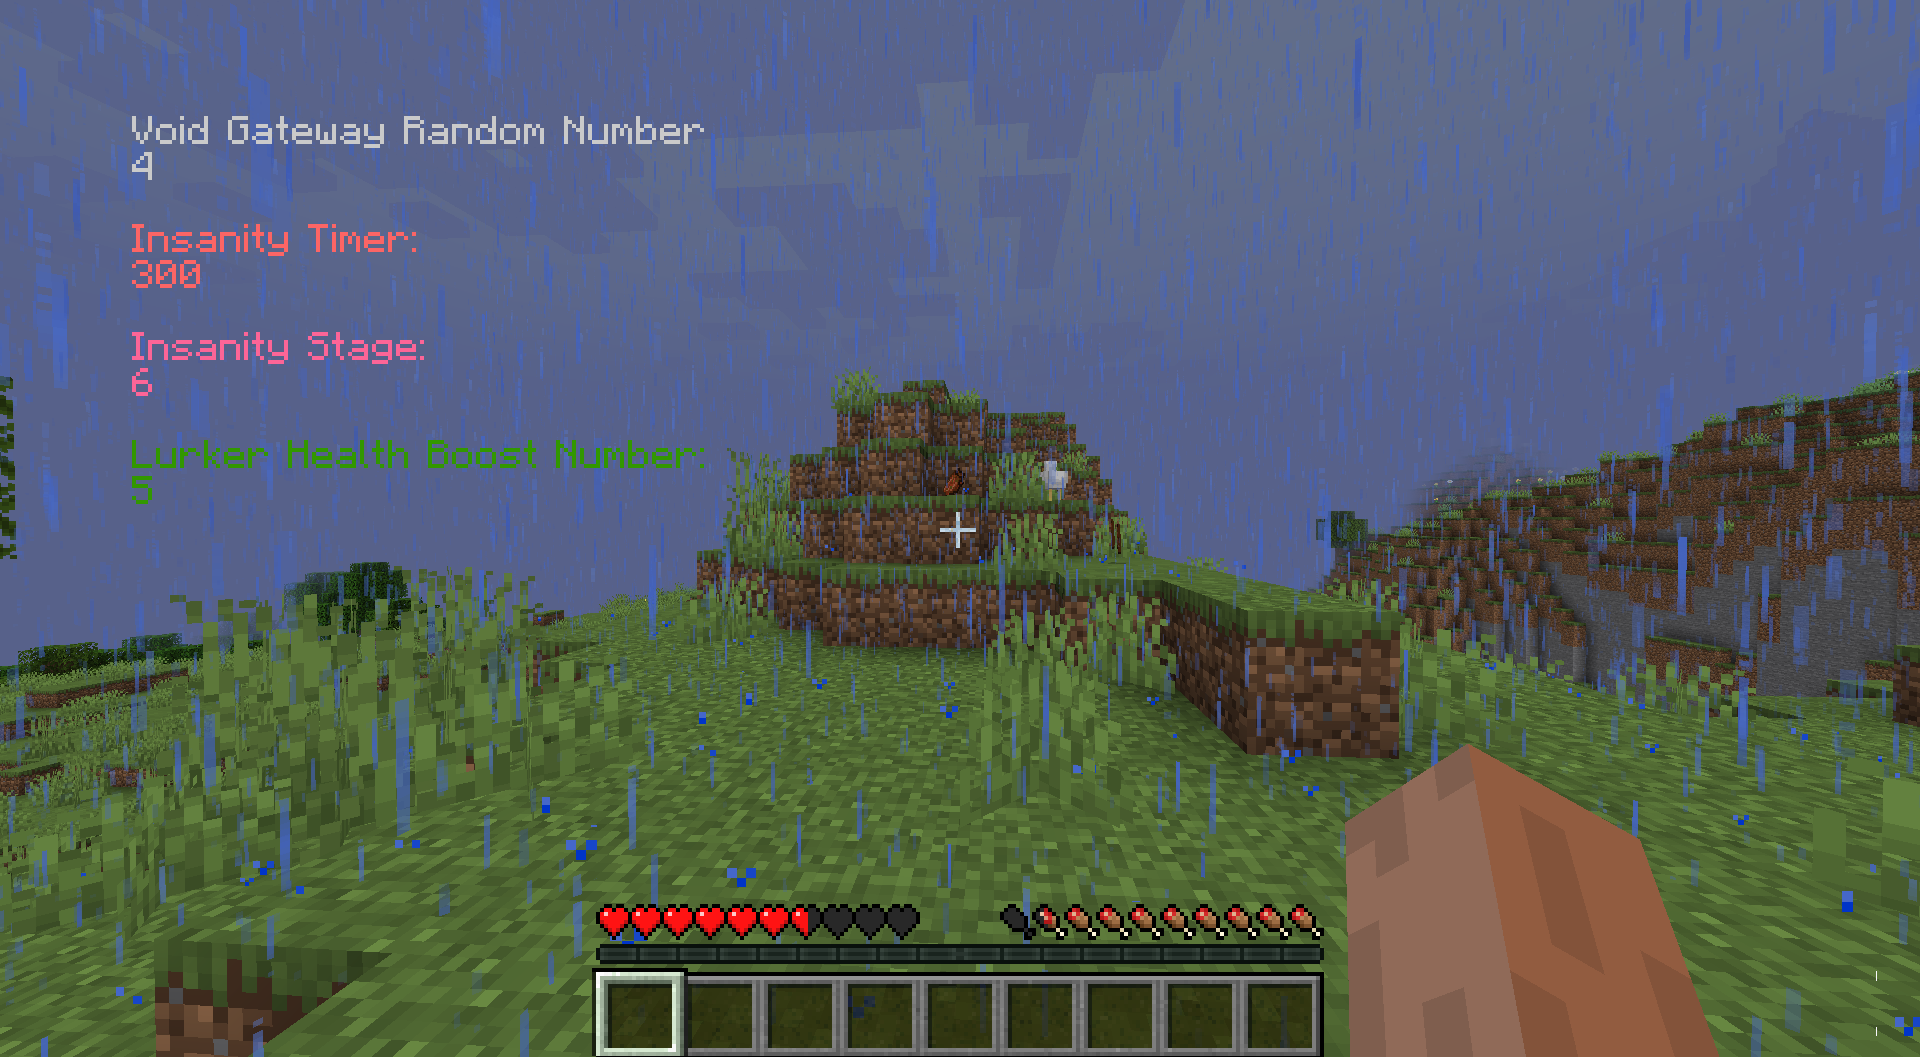 Void Gateway Random Number
4
Insanity Timer:
300
Insanity Stage:
6
Lurker Health Boost Number:
5